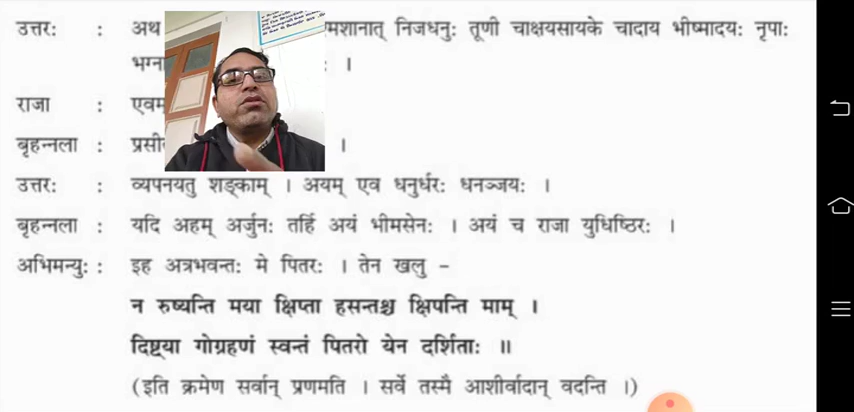 उत्तरः : अथ मशानात् निजधनुः तूणी चाक्षयसायके चादाय भीष्मादयः नृपाः
भग्ना : ।
राजा :
बृहन्नला : ।
उत्तरः : व्यपनयतु शङ्काम् । अयम् एव धनुर्धरः धनञ्जयः ।
बृहन्नला : यदि अहम् अर्जुनः तर्हि अयं भीमसेनः । अयं च राजा युधिष्ठिरः ।
अभिमन्युः : इह अत्रभवन्तः मे पितरः । तेन खलु –
न रुष्यन्ति मया क्षिप्ता हसन्तश्च क्षिपन्ति माम् ।
दिष्ट्या गोग्रहणं स्वन्तं पितरो येन दर्शिताः ॥
(इति क्रमेण सर्वान् प्रणमति । सर्वे तस्मै आशीर्वादान् वदन्ति ।)